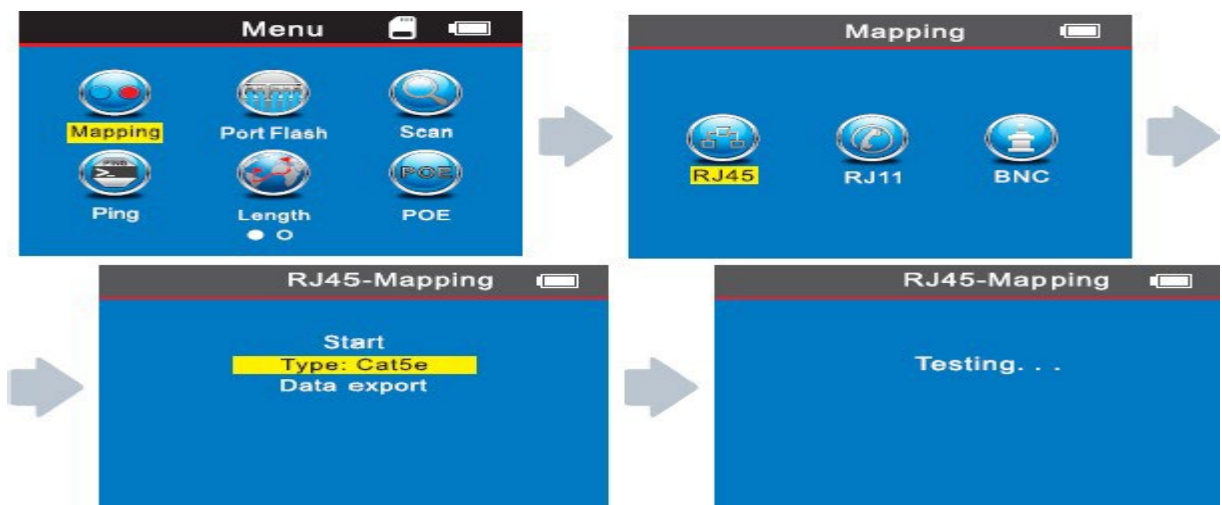 Menu
Mapping Port Flash Scan
Ping Length POE
POE
Mapping
RJ45 RJ11 BNC
RJ45-Mapping
Start
Type: Cat5e
Data export
RJ45-Mapping
Testing. . .